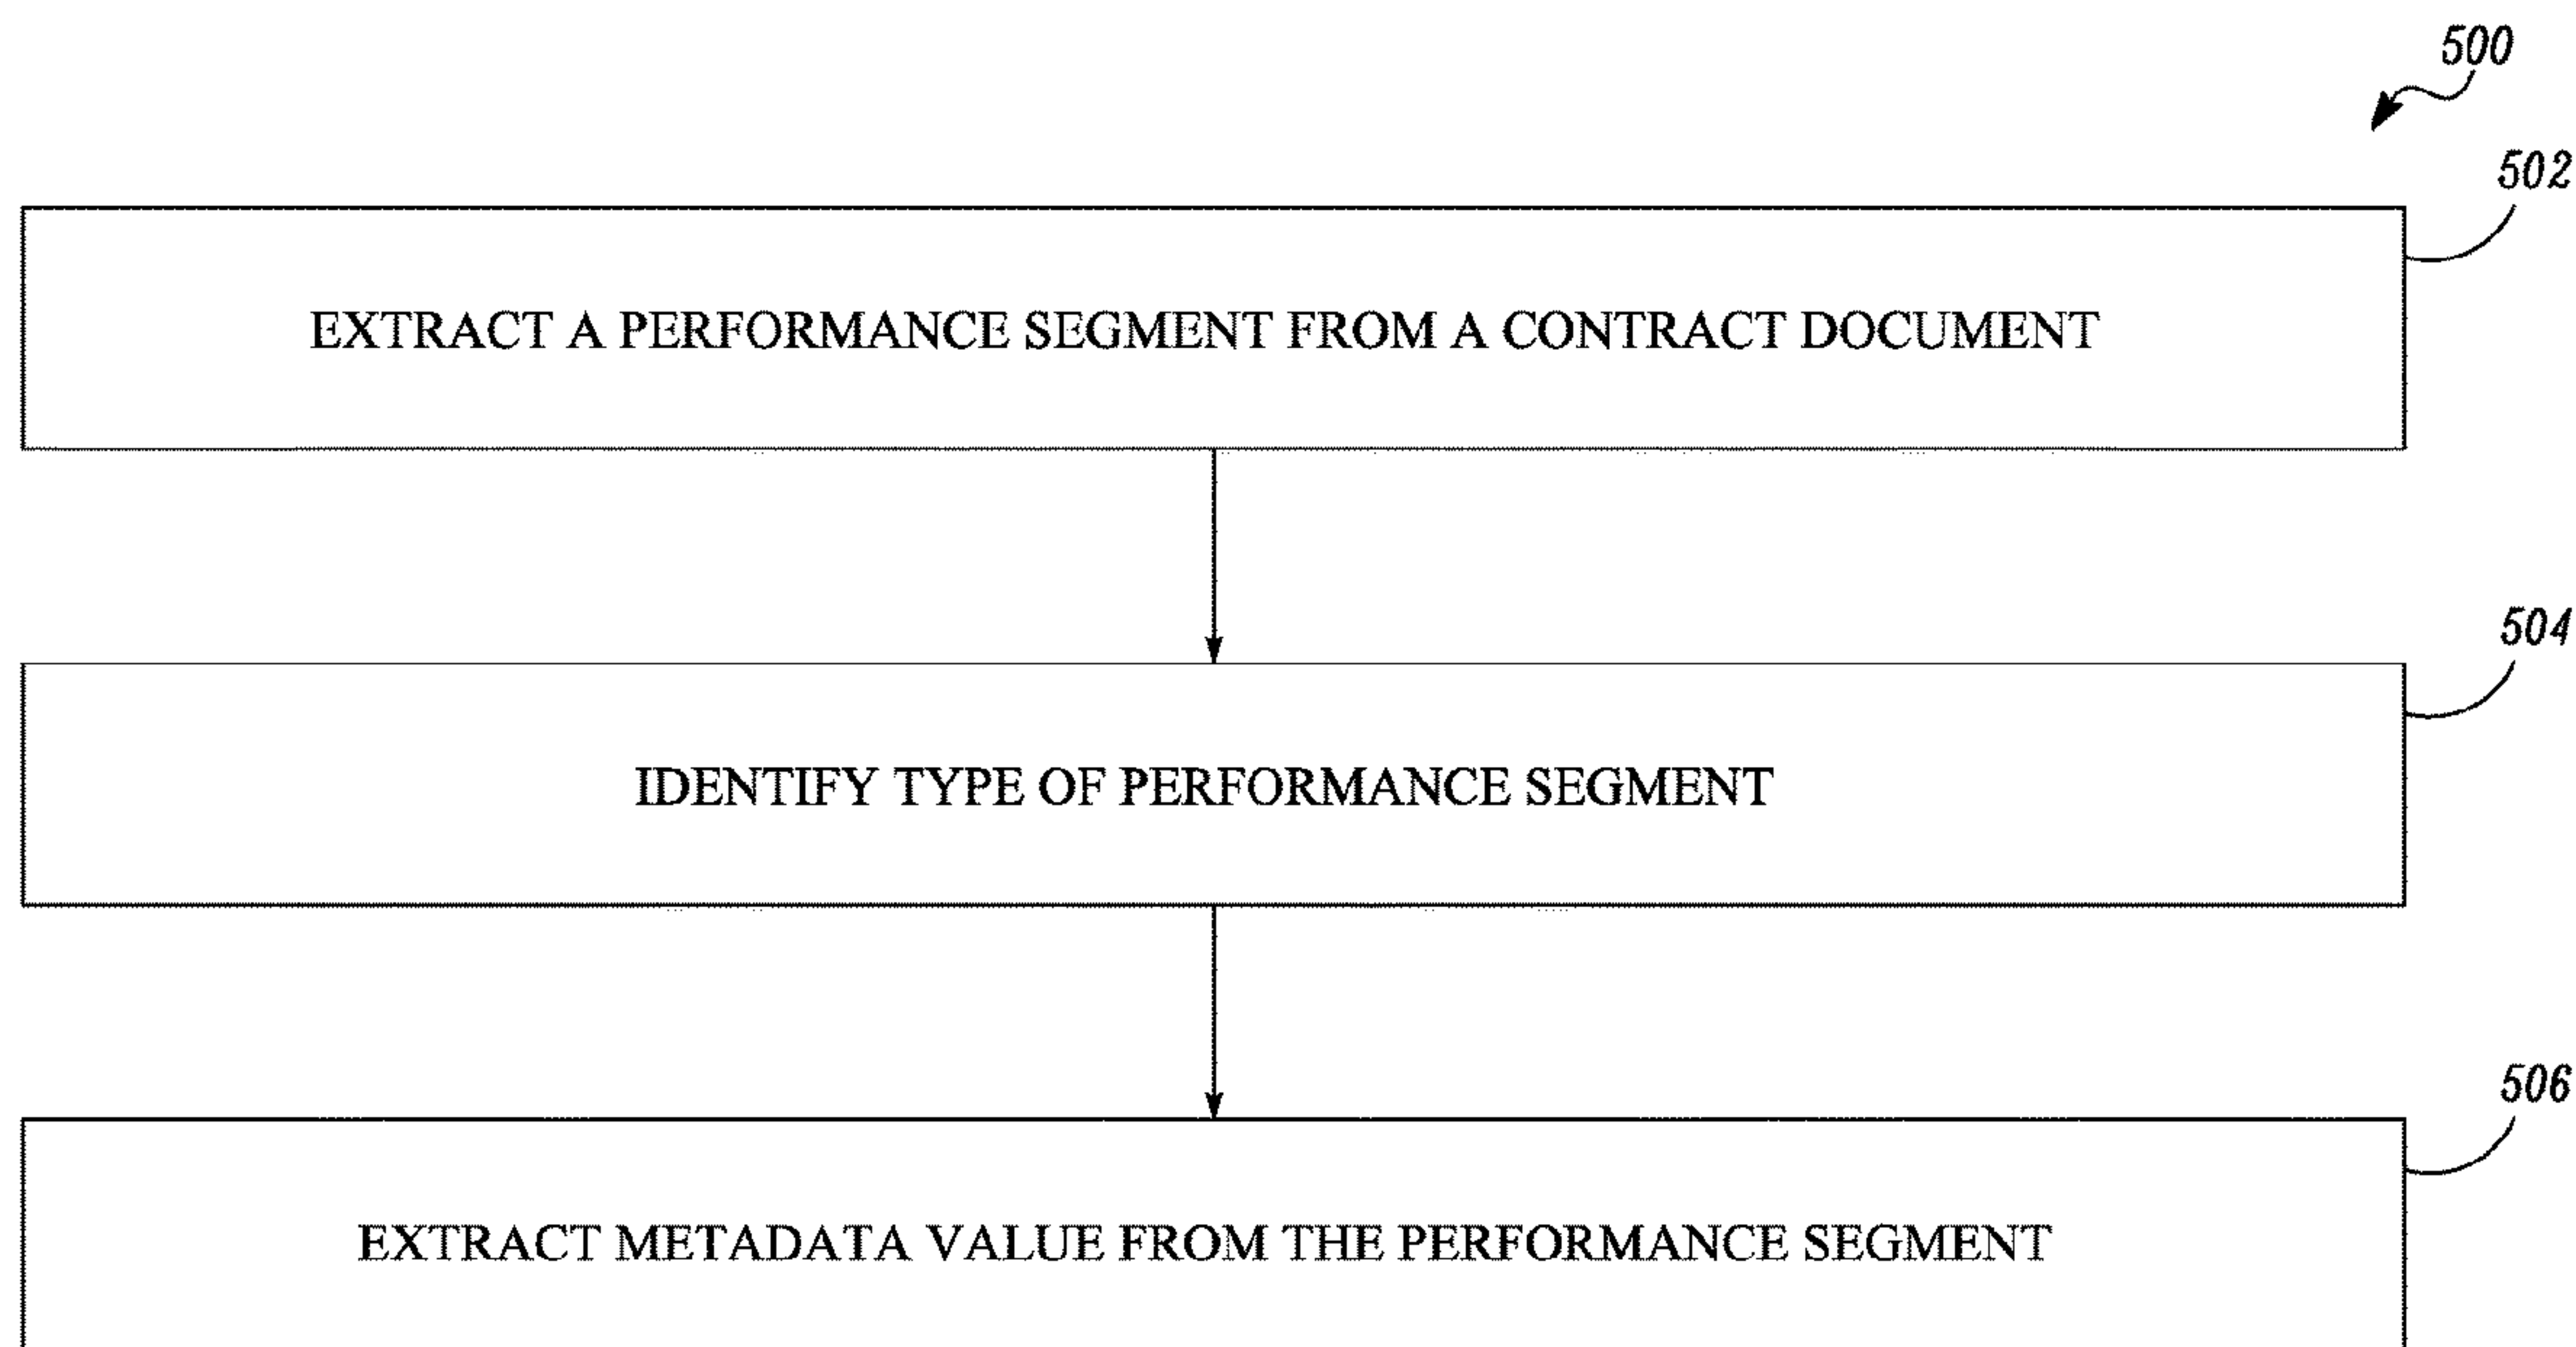 500
502
EXTRACT A PERFORMANCE SEGMENT FROM A CONTRACT DOCUMENT
504
IDENTIFY TYPE OF PERFORMANCE SEGMENT
506
EXTRACT METADATA VALUE FROM THE PERFORMANCE SEGMENT